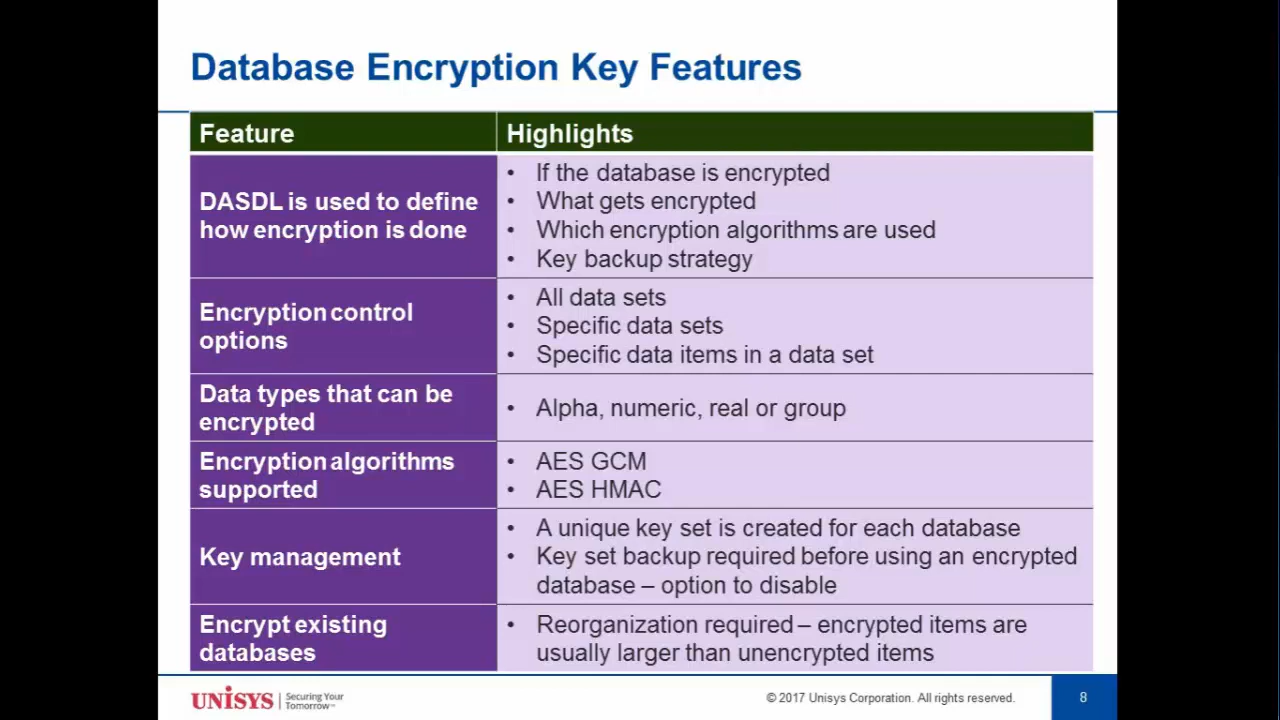 Database Encryption Key Features
Feature
Highlights
DASDL is used to define
how encryption is done
• If the database is encrypted
• What gets encrypted
• Which encryption algorithms are used
• Key backup strategy
Encryption control
options
• All data sets
• Specific data sets
• Specific data items in a data set
Data types that can be
encrypted
• Alpha, numeric, real or group
Encryption algorithms
supported
• AES GCM
• AES HMAC
Key management
• A unique key set is created for each database
• Key set backup required before using an encrypted
database – option to disable
Encrypt existing
databases
• Reorganization required – encrypted items are
usually larger than unencrypted items
UNISYS
Securing Your
Tomorrow™
© 2017 Unisys Corporation. All rights reserved.
8